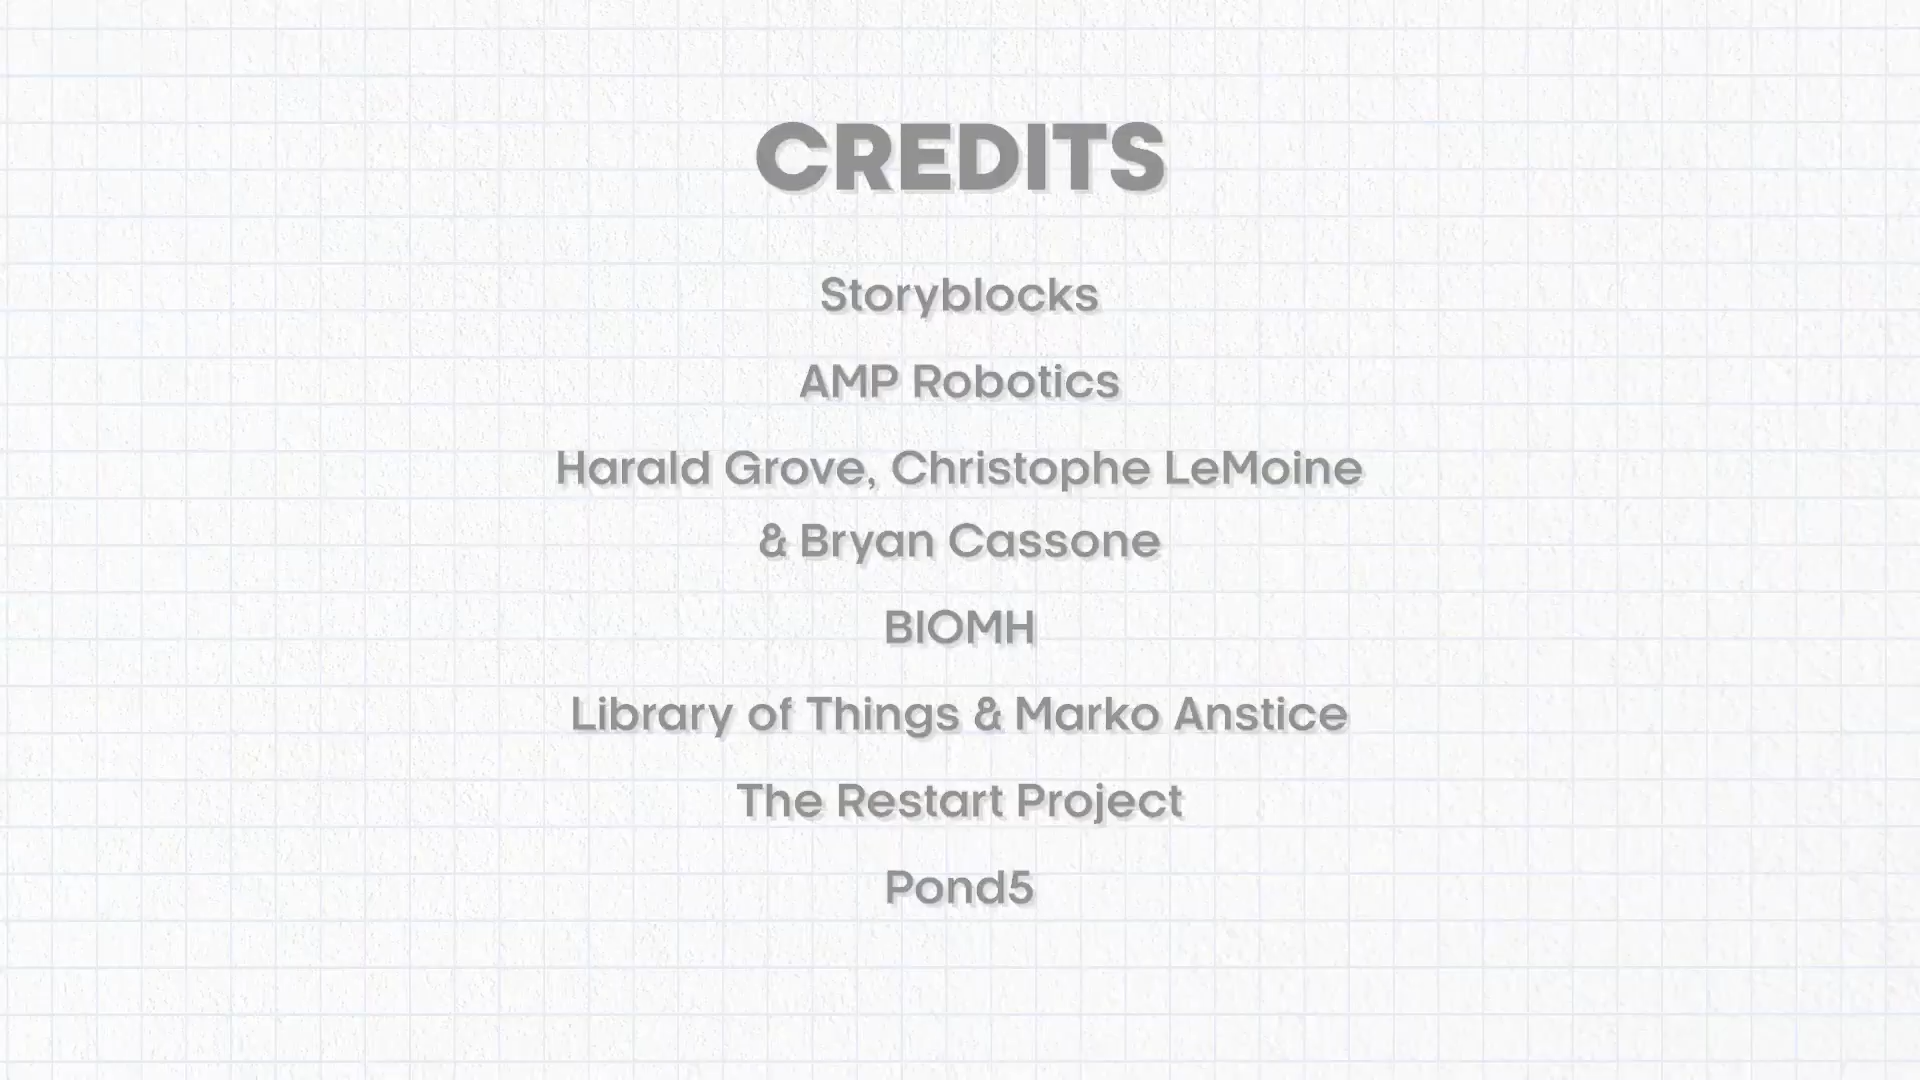 CREDITS
Storyblocks
AMP Robotics
Harald Grove, Christophe LeMoine
& Bryan Cassone
BIOMH
Library of Things & Marko Anstice
The Restart Project
Pond5